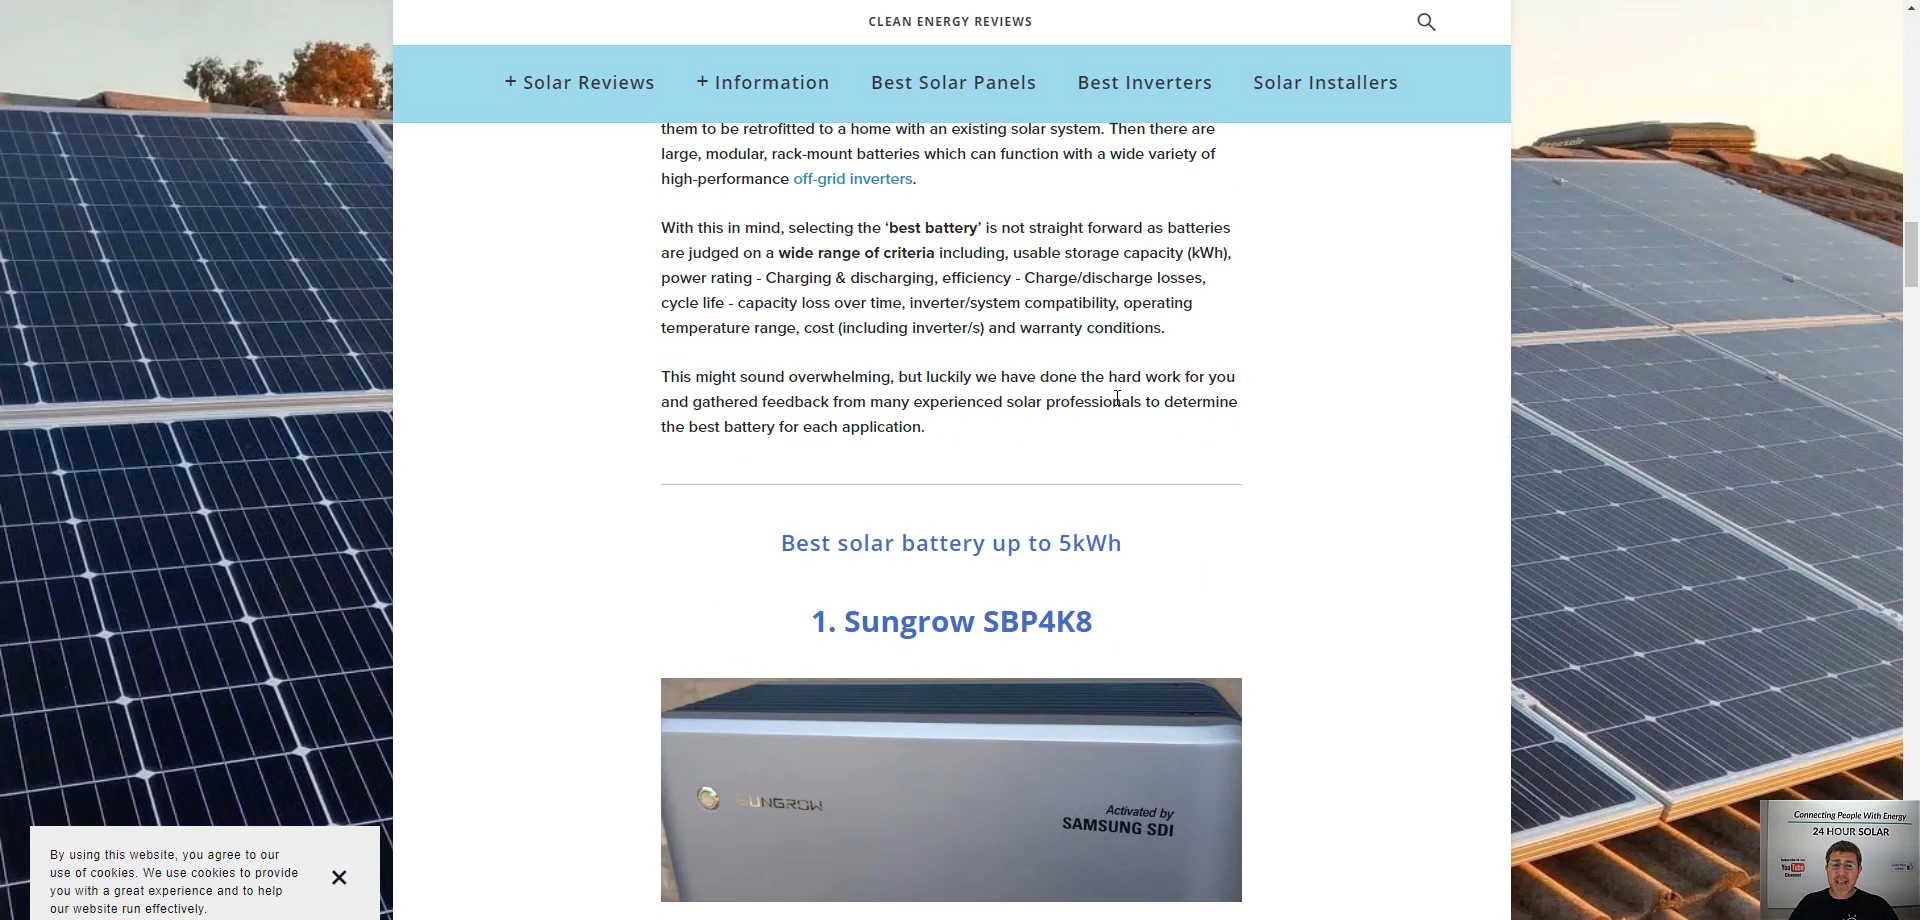 CLEAN ENERGY REVIEWS
+ Solar Reviews
+ Information
Best Solar Panels
Best Inverters
Solar Installers
them to be retrofitted to a home with an existing solar system. Then there are
large, modular, rack-mount batteries which can function with a wide variety of
high-performance off-grid inverters.
With this in mind, selecting the ‘best battery’ is not straight forward as batteries
are judged on a wide range of criteria including, usable storage capacity (kWh),
power rating - Charging & discharging, efficiency - Charge/discharge losses,
cycle life - capacity loss over time, inverter/system compatibility, operating
temperature range, cost (including inverter/s) and warranty conditions.
This might sound overwhelming, but luckily we have done the hard work for you
and gathered feedback from many experienced solar professionals to determine
the best battery for each application.
Best solar battery up to 5kWh
1. Sungrow SBP4K8
SUNGROW
Activated by
SAMSUNG SDI
By using this website, you agree to our
use of cookies. We use cookies to provide
you with a great experience and to help
our website run effectively.
Connecting People With Energy
24 HOUR SOLAR
YouTube
Channel